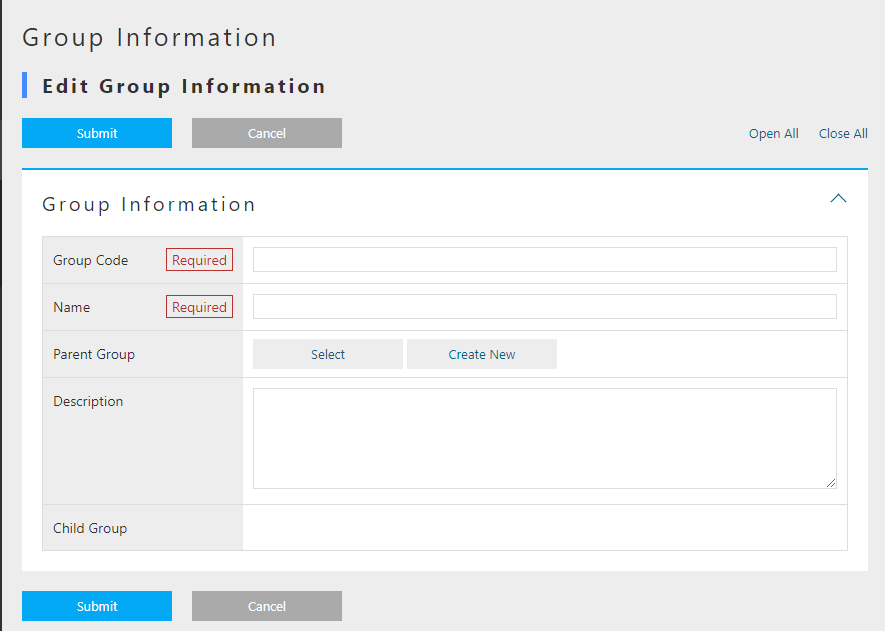 Group Information
Edit Group Information
Submit Cancel Open All Close All
Group Information
Group Code Required
Name Required
Parent Group Select Create New
Description
Child Group
Submit Cancel